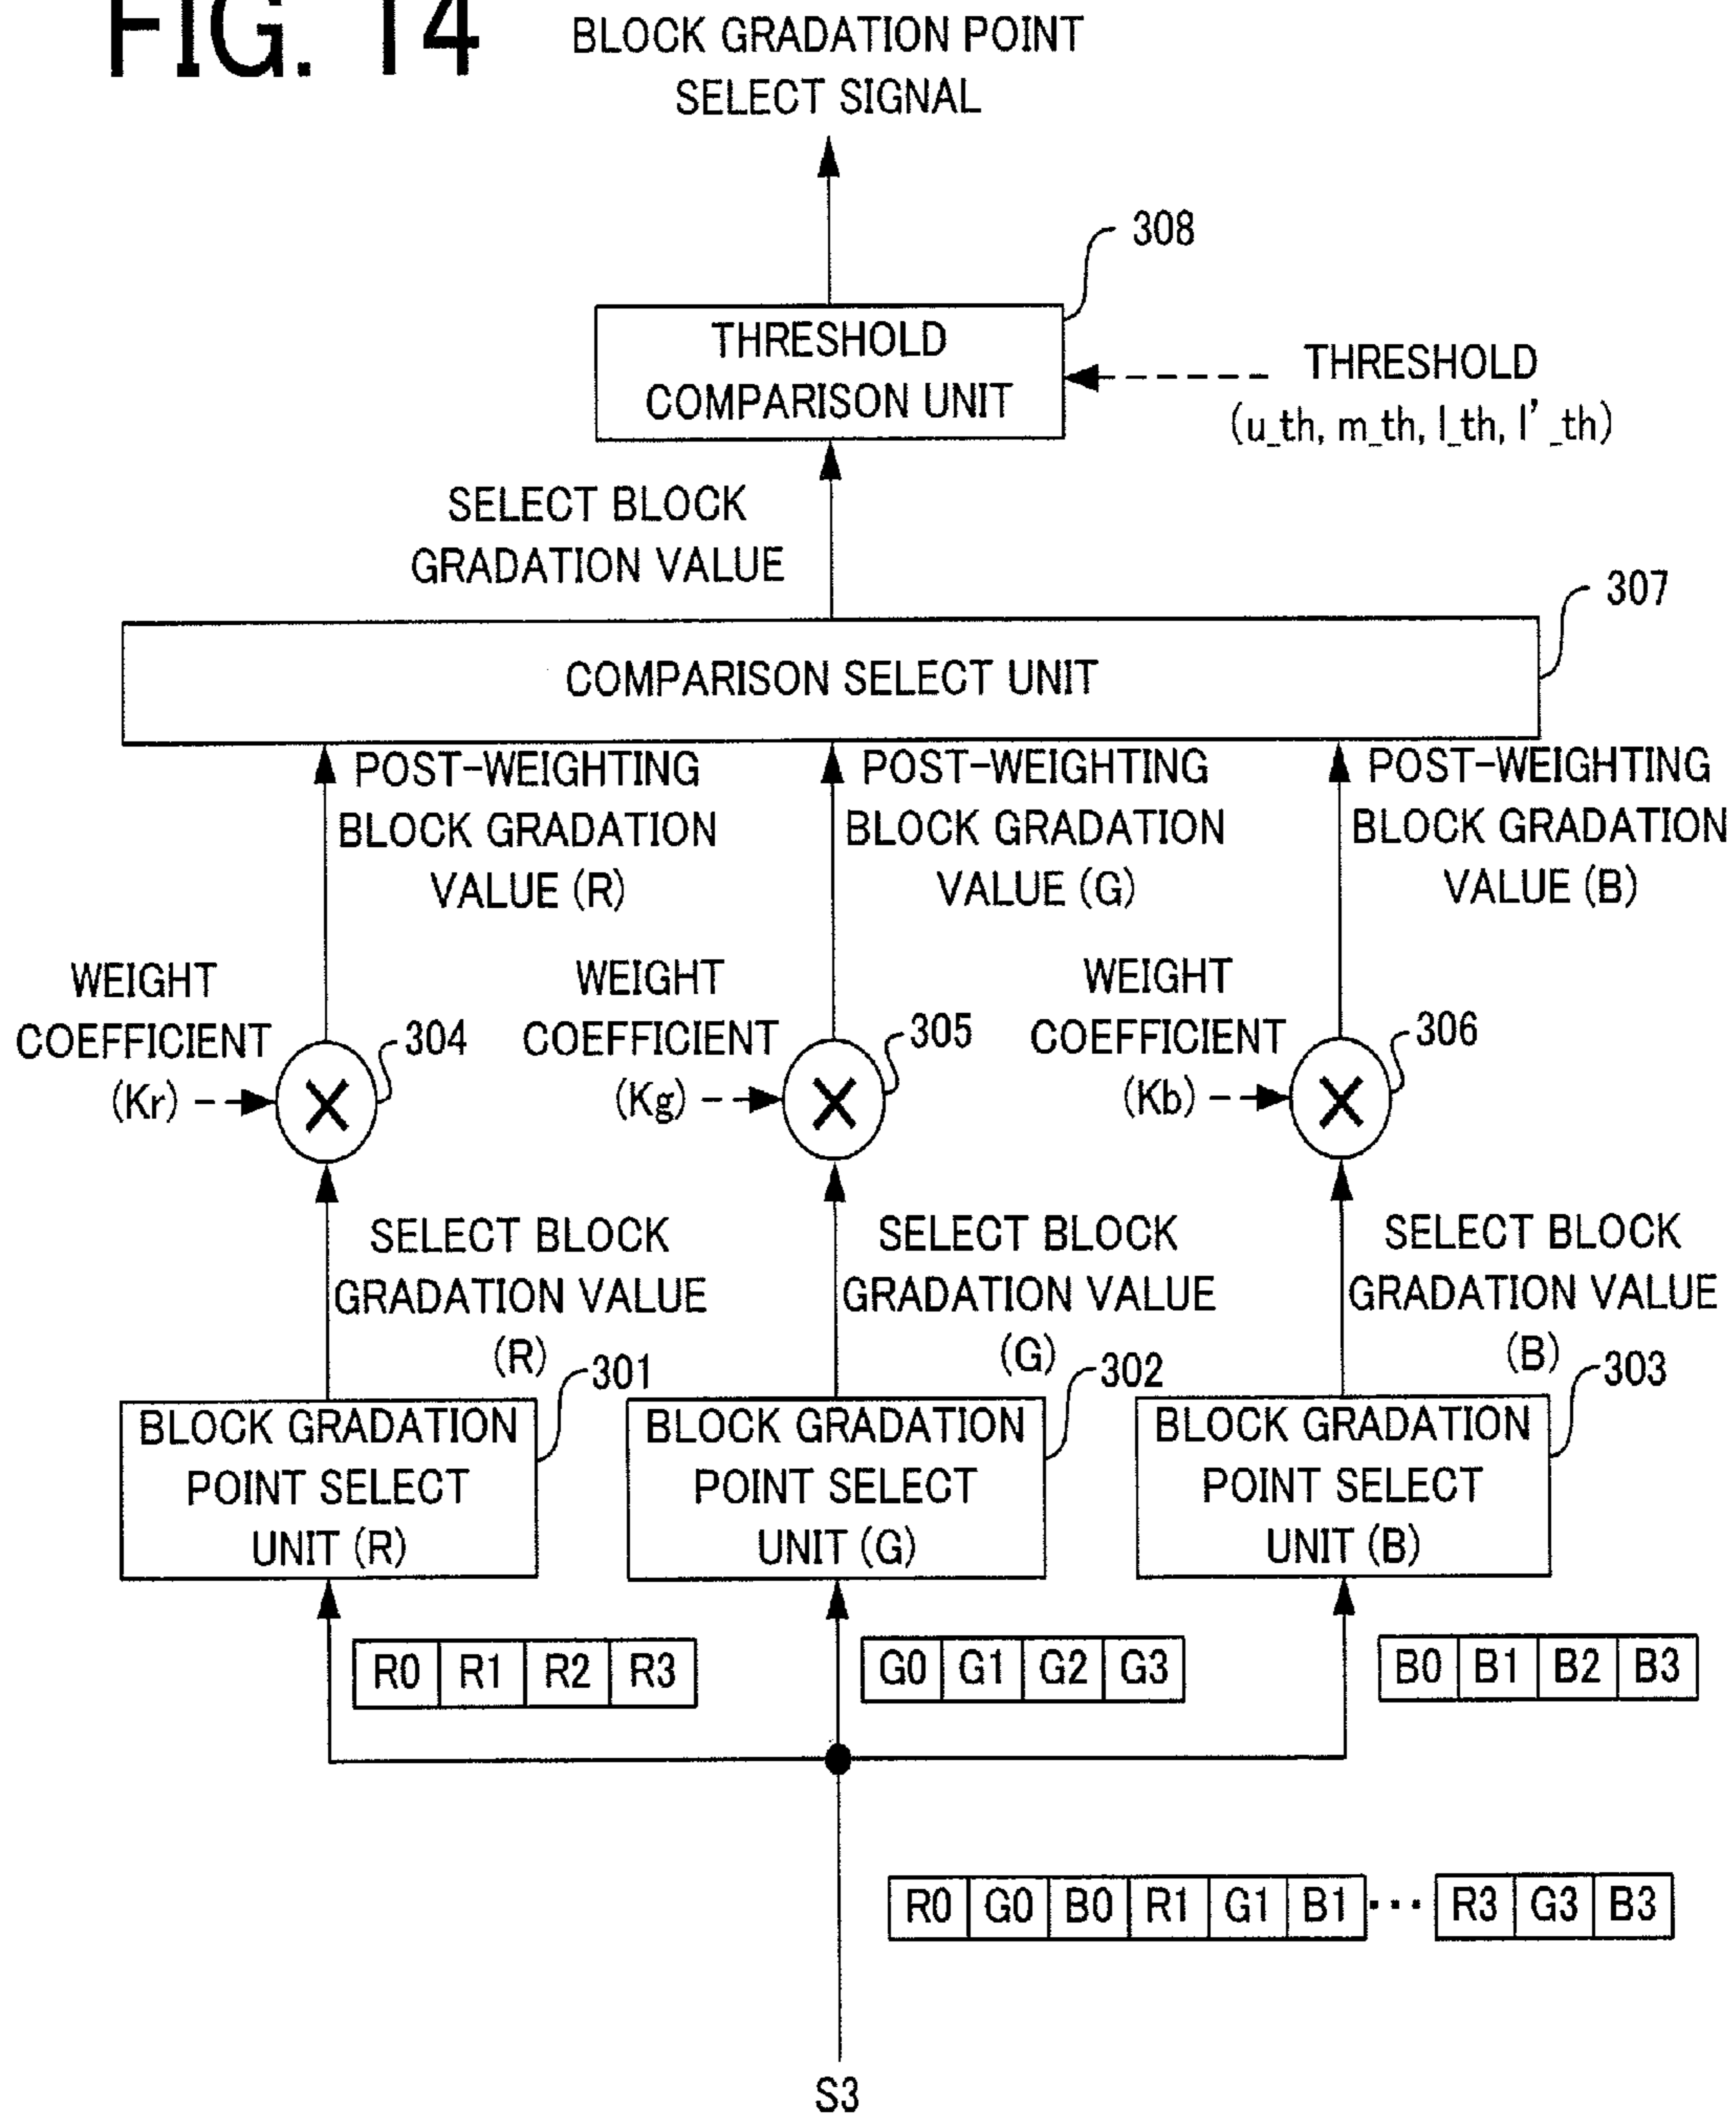 FIG. 14
BLOCK GRADATION POINT
SELECT SIGNAL
308
THRESHOLD
COMPARISON UNIT
THRESHOLD
(u_th, m_th, l_th, l'_th)
SELECT BLOCK
GRADATION VALUE
307
COMPARISON SELECT UNIT
POST-WEIGHTING
BLOCK GRADATION
VALUE (R)
POST-WEIGHTING
BLOCK GRADATION
VALUE (G)
POST-WEIGHTING
BLOCK GRADATION
VALUE (B)
WEIGHT
COEFFICIENT
(Kr)
304
WEIGHT
COEFFICIENT
(Kg)
305
WEIGHT
COEFFICIENT
(Kb)
306
SELECT BLOCK
GRADATION VALUE
(R)
SELECT BLOCK
GRADATION VALUE
(G)
SELECT BLOCK
GRADATION VALUE
(B)
301
BLOCK GRADATION
POINT SELECT
UNIT (R)
302
BLOCK GRADATION
POINT SELECT
UNIT (G)
303
BLOCK GRADATION
POINT SELECT
UNIT (B)
R0 R1 R2 R3
G0 G1 G2 G3
B0 B1 B2 B3
R0 G0 B0 R1 G1 B1 ... R3 G3 B3
S3